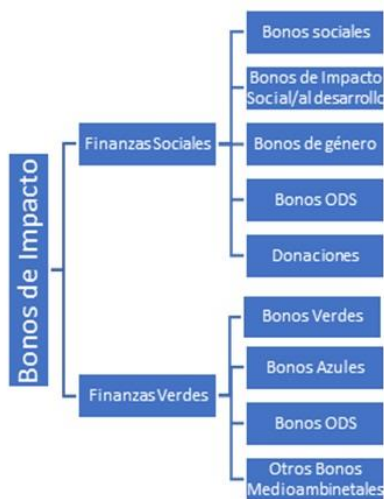 Bonos de Impacto
Finanzas Sociales
Bonos sociales
Bonos de Impacto
Social/al desarrollo
Bonos de género
Bonos ODS
Donaciones
Finanzas Verdes
Bonos Verdes
Bonos Azules
Bonos ODS
Otros Bonos
Medioambinetales